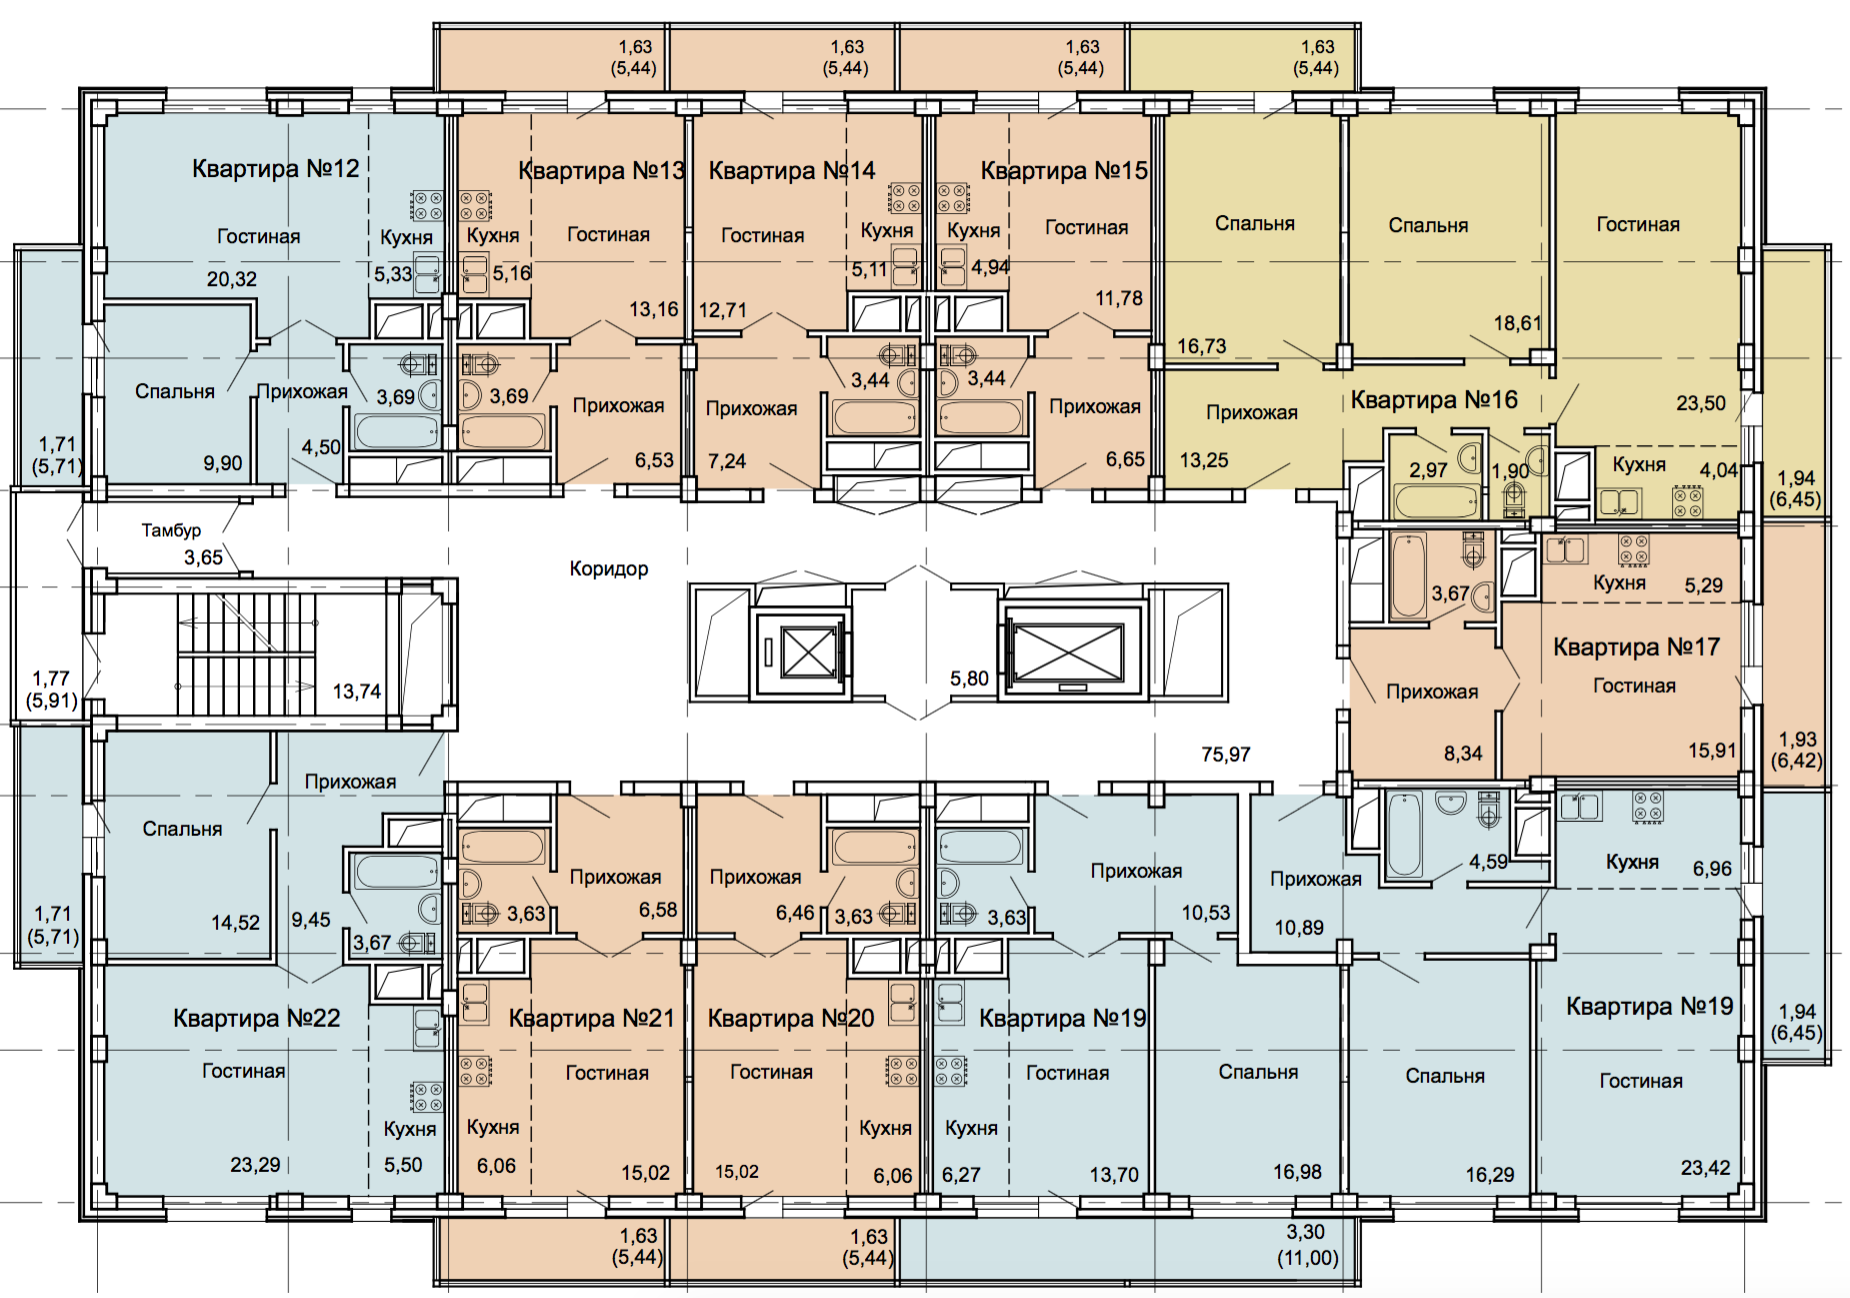 1,63
(5,44)
1,63
(5,44)
1,63
(5,44)
1,63
(5,44)
Квартира №12
Гостиная
20,32
Кухня
5,33
Спальня
9,90
Прихожая
4,50
3,69
1,71
(5,71)
Квартира №13
Кухня
5,16
Гостиная
13,16
3,69
Прихожая
6,53
Квартира №14
Гостиная
12,71
Кухня
5,11
Прихожая
7,24
3,44
Квартира №15
Кухня
4,94
Гостиная
11,78
3,44
Прихожая
6,65
Спальня
16,73
Спальня
18,61
Гостиная
23,50
Прихожая
13,25
Квартира №16
2,97
1,90
Кухня
4,04
1,94
(6,45)
Тамбур
3,65
Коридор
1,77
(5,91)
13,74
5,80
75,97
3,67
Кухня
5,29
Квартира №17
Гостиная
15,91
Прихожая
8,34
1,93
(6,42)
Прихожая
Спальня
14,52
9,45
3,67
1,71
(5,71)
Квартира №22
Гостиная
23,29
Кухня
5,50
3,63
Прихожая
6,58
Квартира №21
Гостиная
Кухня
6,06
15,02
Прихожая
6,46
3,63
Квартира №20
Гостиная
15,02
Кухня
6,06
3,63
Прихожая
10,53
Квартира №19
Гостиная
Кухня
6,27
13,70
Спальня
16,98
Прихожая
10,89
4,59
Кухня
6,96
Квартира №19
Спальня
16,29
Гостиная
23,42
1,94
(6,45)
1,63
(5,44)
1,63
(5,44)
3,30
(11,00)